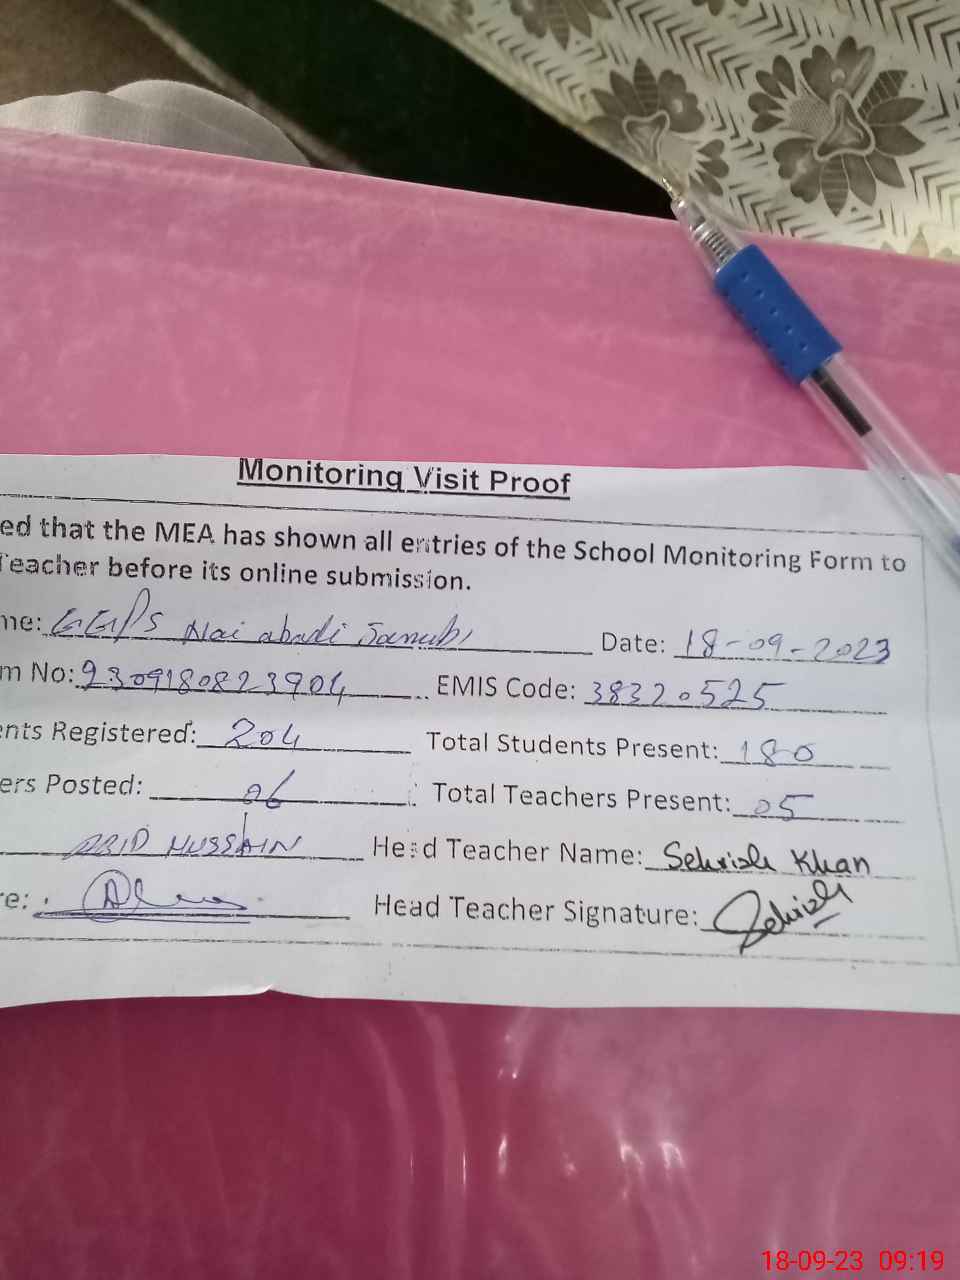 Monitoring Visit Proof
ed that the MEA has shown all entries of the School Monitoring Form to
Teacher before its online submission.
me: GGPS Nai abadi Janubi Date: 18-09-2023
m No: 2309180823904 EMIS Code: 38320525
ents Registered: 204 Total Students Present: 180
ers Posted: 06 Total Teachers Present: 05
HUSSAIN Head Teacher Name: Sehrish Khan
re: Head Teacher Signature: Sehrish
18-09-23 09:19